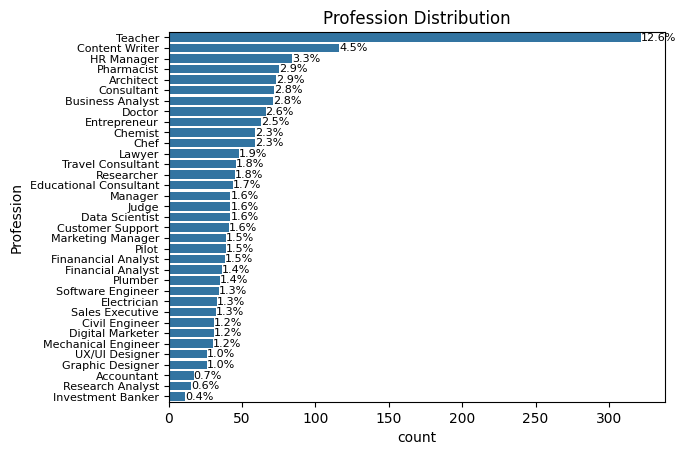 Profession Distribution
Teacher 12.6%
Content Writer 4.5%
HR Manager 3.3%
Pharmacist 2.9%
Architect 2.9%
Consultant 2.8%
Business Analyst 2.8%
Doctor 2.6%
Entrepreneur 2.5%
Chemist 2.3%
Chef 2.3%
Lawyer 1.9%
Travel Consultant 1.8%
Researcher 1.8%
Educational Consultant 1.7%
Manager 1.6%
Judge 1.6%
Data Scientist 1.6%
Customer Support 1.6%
Marketing Manager 1.5%
Pilot 1.5%
Finanancial Analyst 1.5%
Financial Analyst 1.4%
Plumber 1.4%
Software Engineer 1.3%
Electrician 1.3%
Sales Executive 1.3%
Civil Engineer 1.2%
Digital Marketer 1.2%
Mechanical Engineer 1.2%
UX/UI Designer 1.0%
Graphic Designer 1.0%
Accountant 0.7%
Research Analyst 0.6%
Investment Banker 0.4%
Profession
0 50 100 150 200 250 300
count